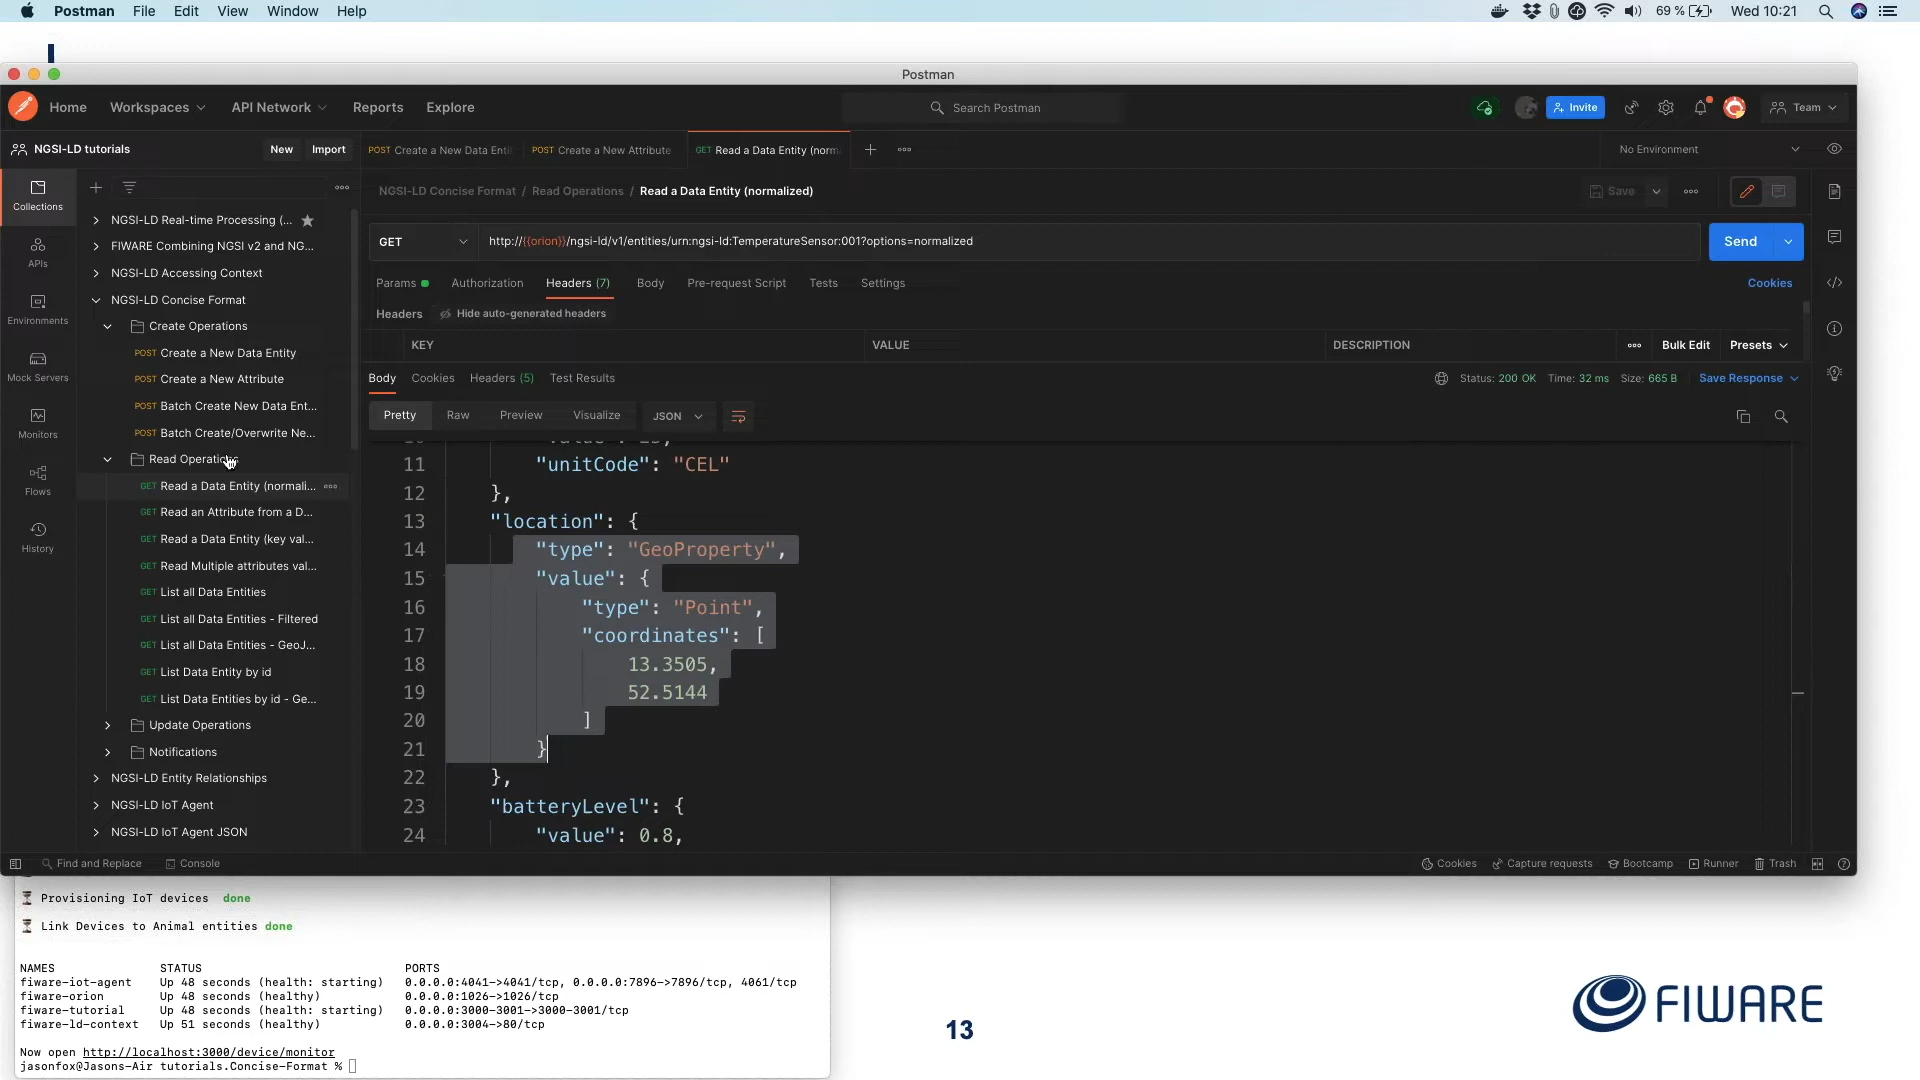 Postman File Edit View Window Help 69 % Wed 10:21
Postman
Home Workspaces API Network Reports Explore Search Postman Invite Team
NGSI-LD tutorials New Import POST Create a New Data Enti POST Create a New Attribute GET Read a Data Entity (norm No Environment
Collections
APIs
Environments
Mock Servers
Monitors
Flows
History
NGSI-LD Real-time Processing (...
FIWARE Combining NGSI v2 and NG...
NGSI-LD Accessing Context
NGSI-LD Concise Format
Create Operations
POST Create a New Data Entity
POST Create a New Attribute
POST Batch Create New Data Ent...
POST Batch Create/Overwrite Ne...
Read Operations
GET Read a Data Entity (normali...
GET Read an Attribute from a D...
GET Read a Data Entity (key val...
GET Read Multiple attributes val...
GET List all Data Entities
GET List all Data Entities - Filtered
GET List all Data Entities - GeoJ...
GET List Data Entity by id
GET List Data Entities by id - Ge...
Update Operations
Notifications
NGSI-LD Entity Relationships
NGSI-LD IoT Agent
NGSI-LD IoT Agent JSON
NGSI-LD Concise Format / Read Operations / Read a Data Entity (normalized) Save
GET http://{{orion}}/ngsi-ld/v1/entities/urn:ngsi-ld:TemperatureSensor:001?options=normalized Send
Params Authorization Headers (7) Body Pre-request Script Tests Settings Cookies
Headers Hide auto-generated headers
KEY VALUE DESCRIPTION Bulk Edit Presets
Body Cookies Headers (5) Test Results Status: 200 OK Time: 32 ms Size: 665 B Save Response
Pretty Raw Preview Visualize JSON
11 "unitCode": "CEL"
12 },
13 "location": {
14 "type": "GeoProperty",
15 "value": {
16 "type": "Point",
17 "coordinates": [
18 13.3505,
19 52.5144
20 ]
21 }
22 },
23 "batteryLevel": {
24 "value": 0.8,
Find and Replace Console Cookies Capture requests Bootcamp Runner Trash
Provisioning IoT devices done
Link Devices to Animal entities done
NAMES STATUS PORTS
fiware-iot-agent Up 48 seconds (health: starting) 0.0.0.0:4041->4041/tcp, 0.0.0.0:7896->7896/tcp, 4061/tcp
fiware-orion Up 48 seconds (healthy) 0.0.0.0:1026->1026/tcp
fiware-tutorial Up 48 seconds (health: starting) 0.0.0.0:3000-3001->3000-3001/tcp
fiware-ld-context Up 51 seconds (healthy) 0.0.0.0:3004->80/tcp
Now open http://localhost:3000/device/monitor
jasonfox@Jasons-Air tutorials.Concise-Format %
13
FIWARE